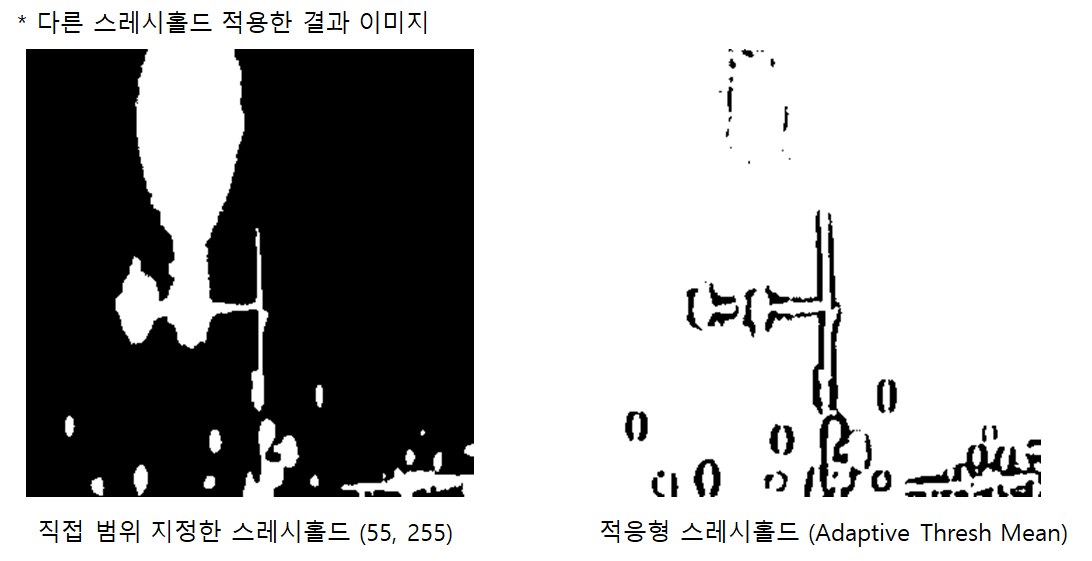 * 다른 스레시홀드 적용한 결과 이미지
직접 범위 지정한 스레시홀드 (55, 255)
적응형 스레시홀드 (Adaptive Thresh Mean)